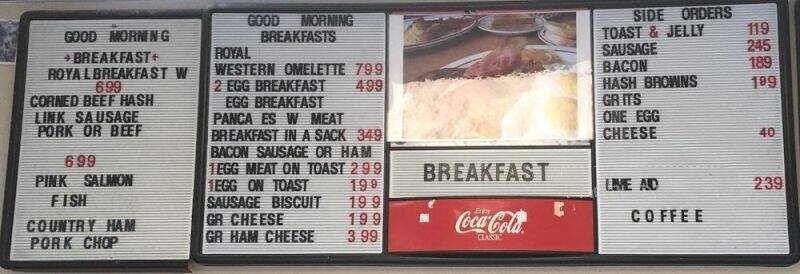 GOOD MORNING
+BREAKFAST+
ROYAL BREAKFAST W
699
CORNED BEEF HASH
LINK SAUSAGE
PORK OR BEEF
699
PINK SALMON
FISH
COUNTRY HAM
PORK CHOP
GOOD MORNING
BREAKFASTS
ROYAL
WESTERN OMELETTE 799
2 EGG BREAKFAST 499
EGG BREAKFAST
PANCA ES W MEAT
BREAKFAST IN A SACK 349
BACON SAUSAGE OR HAM
1EGG MEAT ON TOAST 299
1EGG ON TOAST 199
SAUSAGE BISCUIT 199
GR CHEESE 199
GR HAM CHEESE 399
BREAKFAST
Enjoy
Coca-Cola
CLASSIC
SIDE ORDERS
TOAST & JELLY 119
SAUSAGE 245
BACON 189
HASH BROWNS 199
GRITS
ONE EGG
CHEESE 40
LIME AID 239
COFFEE